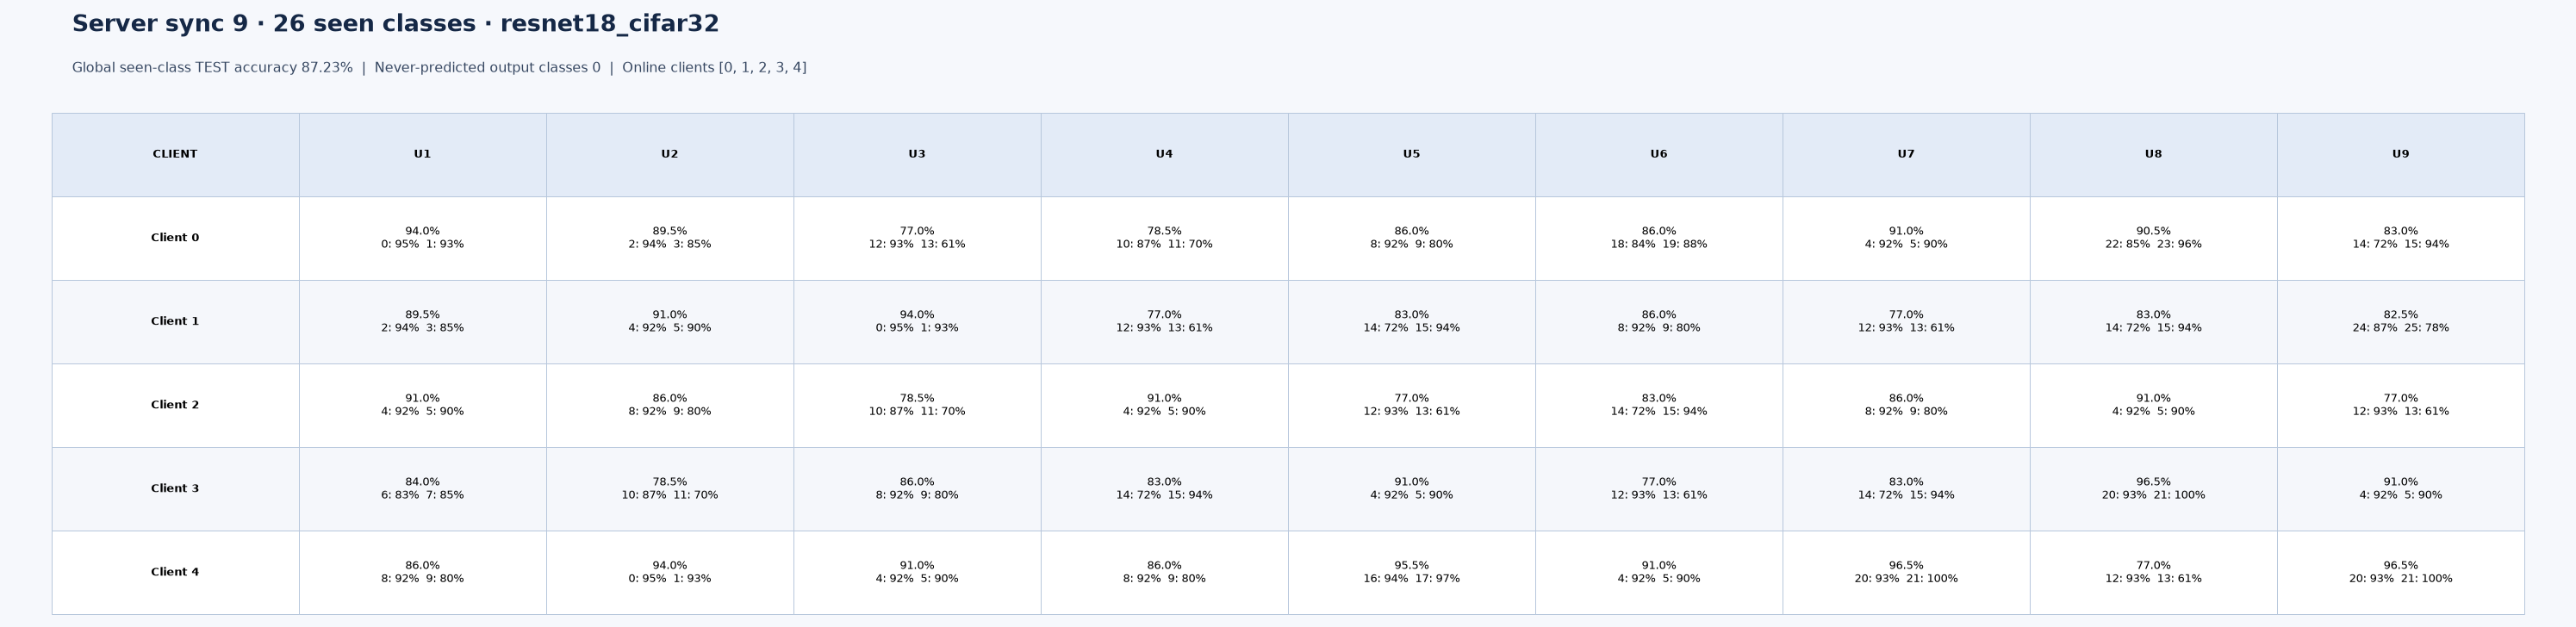 Server sync 9 · 26 seen classes · resnet18_cifar32
Global seen-class TEST accuracy 87.23% | Never-predicted output classes 0 | Online clients [0, 1, 2, 3, 4]
CLIENT U1 U2 U3 U4 U5 U6 U7 U8 U9
94.0% 89.5% 77.0% 78.5% 86.0% 86.0% 91.0% 90.5% 83.0%
Client 0
0: 95% 1: 93% 2: 94% 3: 85% 12: 93% 13: 61% 10: 87% 11: 70% 8: 92% 9: 80% 18: 84% 19: 88% 4: 92% 5: 90% 22: 85% 23: 96% 14: 72% 15: 94%
89.5% 91.0% 94.0% 77.0% 83.0% 86.0% 77.0% 83.0% 82.5%
Client 1
2: 94% 3: 85% 4: 92% 5: 90% 0: 95% 1: 93% 12: 93% 13: 61% 14: 72% 15: 94% 8: 92% 9: 80% 12: 93% 13: 61% 14: 72% 15: 94% 24: 87% 25: 78%
91.0% 86.0% 78.5% 91.0% 77.0% 83.0% 86.0% 91.0% 77.0%
Client 2
4: 92% 5: 90% 8: 92% 9: 80% 10: 87% 11: 70% 4: 92% 5: 90% 12: 93% 13: 61% 14: 72% 15: 94% 8: 92% 9: 80% 4: 92% 5: 90% 12: 93% 13: 61%
84.0% 78.5% 86.0% 83.0% 91.0% 77.0% 83.0% 96.5% 91.0%
Client 3
6: 83% 7: 85% 10: 87% 11: 70% 8: 92% 9: 80% 14: 72% 15: 94% 4: 92% 5: 90% 12: 93% 13: 61% 14: 72% 15: 94% 20: 93% 21: 100% 4: 92% 5: 90%
86.0% 94.0% 91.0% 86.0% 95.5% 91.0% 96.5% 77.0% 96.5%
Client 4
8: 92% 9: 80% 0: 95% 1: 93% 4: 92% 5: 90% 8: 92% 9: 80% 16: 94% 17: 97% 4: 92% 5: 90% 20: 93% 21: 100% 12: 93% 13: 61% 20: 93% 21: 100%